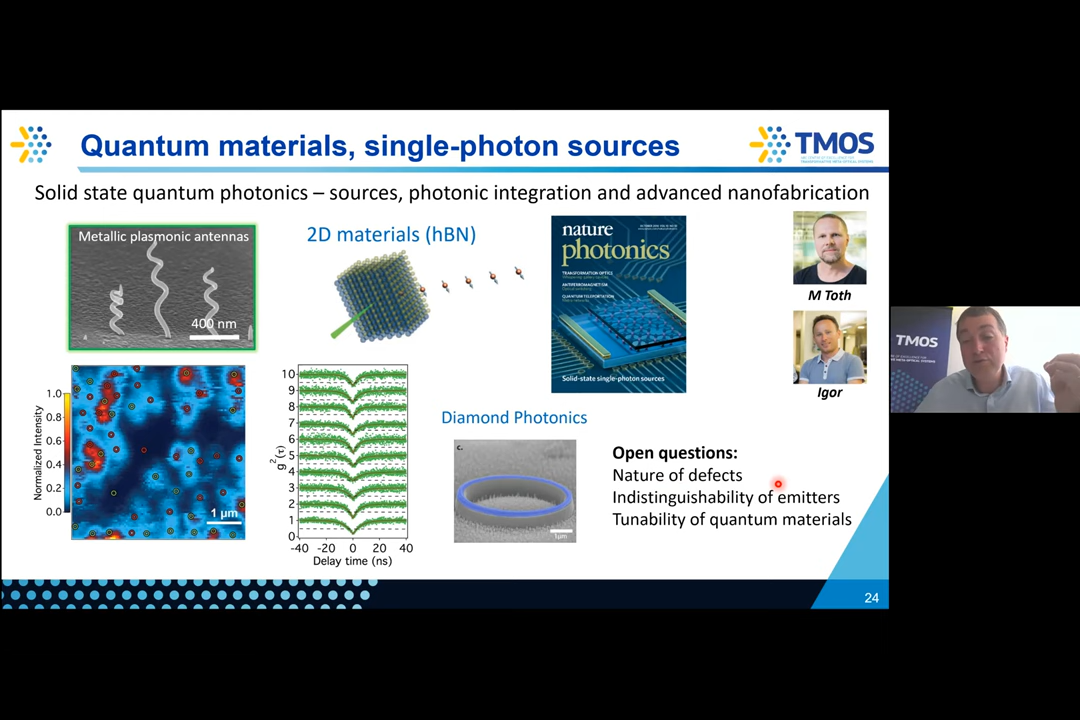 Quantum materials, single-photon sources
TMOS
Solid state quantum photonics – sources, photonic integration and advanced nanofabrication
Metallic plasmonic antennas
400 nm
2D materials (hBN)
nature
photonics
TRANSFORMATION OPTICS
ANTIFERROMAGNETISM
QUANTUM TELEPORTATION
Solid-state single-photon sources
M Toth
Igor
TMOS
Normalized Intensity
1.0
0.8
0.6
0.4
0.2
0.0
1 µm
g²(τ)
10
9
8
7
6
5
4
3
2
1
0
-40 -20 0 20 40
Delay time (ns)
Diamond Photonics
c.
1µm
Open questions:
Nature of defects
Indistinguishability of emitters
Tunability of quantum materials
24